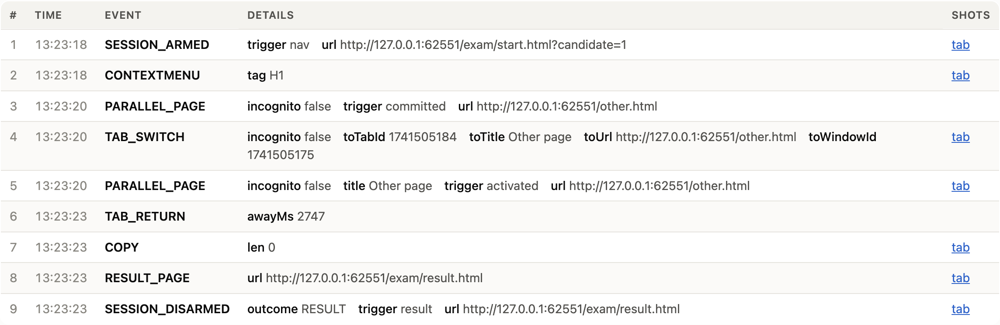 # TIME EVENT DETAILS SHOTS
1 13:23:18 SESSION_ARMED trigger nav url http://127.0.0.1:62551/exam/start.html?candidate=1 tab
2 13:23:18 CONTEXTMENU tag H1 tab
3 13:23:20 PARALLEL_PAGE incognito false trigger committed url http://127.0.0.1:62551/other.html
4 13:23:20 TAB_SWITCH incognito false toTabId 1741505184 toTitle Other page toUrl http://127.0.0.1:62551/other.html toWindowId tab
1741505175
5 13:23:20 PARALLEL_PAGE incognito false title Other page trigger activated url http://127.0.0.1:62551/other.html tab
6 13:23:23 TAB_RETURN awayMs 2747
7 13:23:23 COPY len 0 tab
8 13:23:23 RESULT_PAGE url http://127.0.0.1:62551/exam/result.html tab
9 13:23:23 SESSION_DISARMED outcome RESULT trigger result url http://127.0.0.1:62551/exam/result.html tab